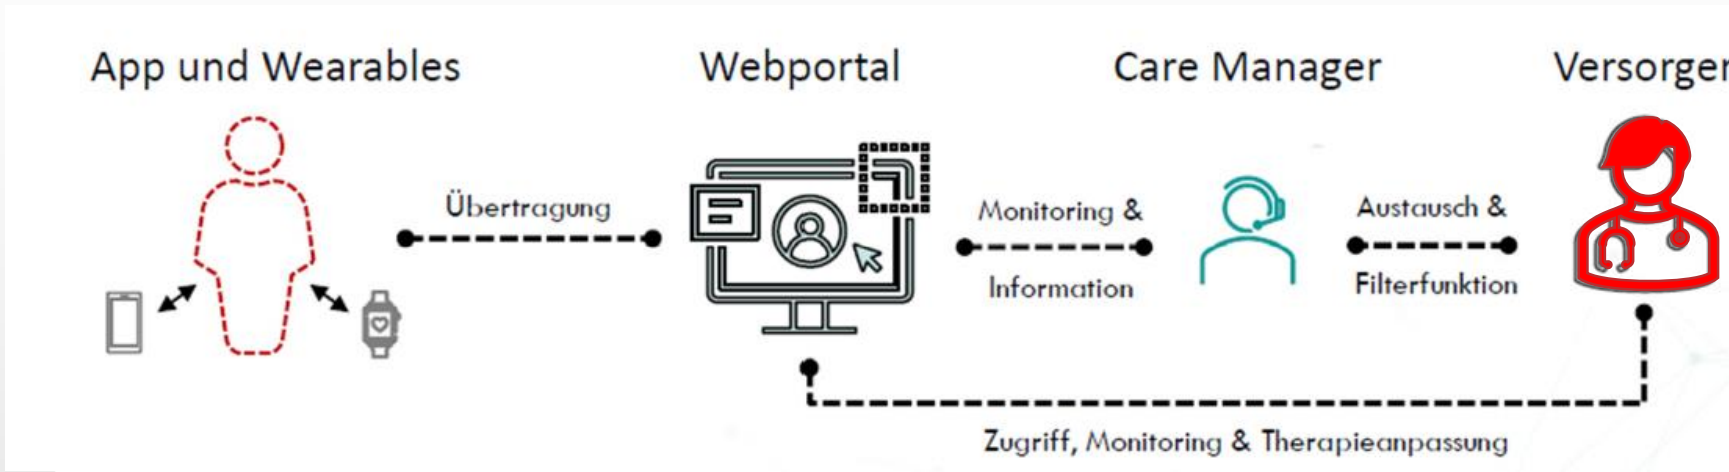 App und Wearables
Webportal
Care Manager
Versorger
Übertragung
Monitoring &
Information
Austausch &
Filterfunktion
Zugriff, Monitoring & Therapieanpassung